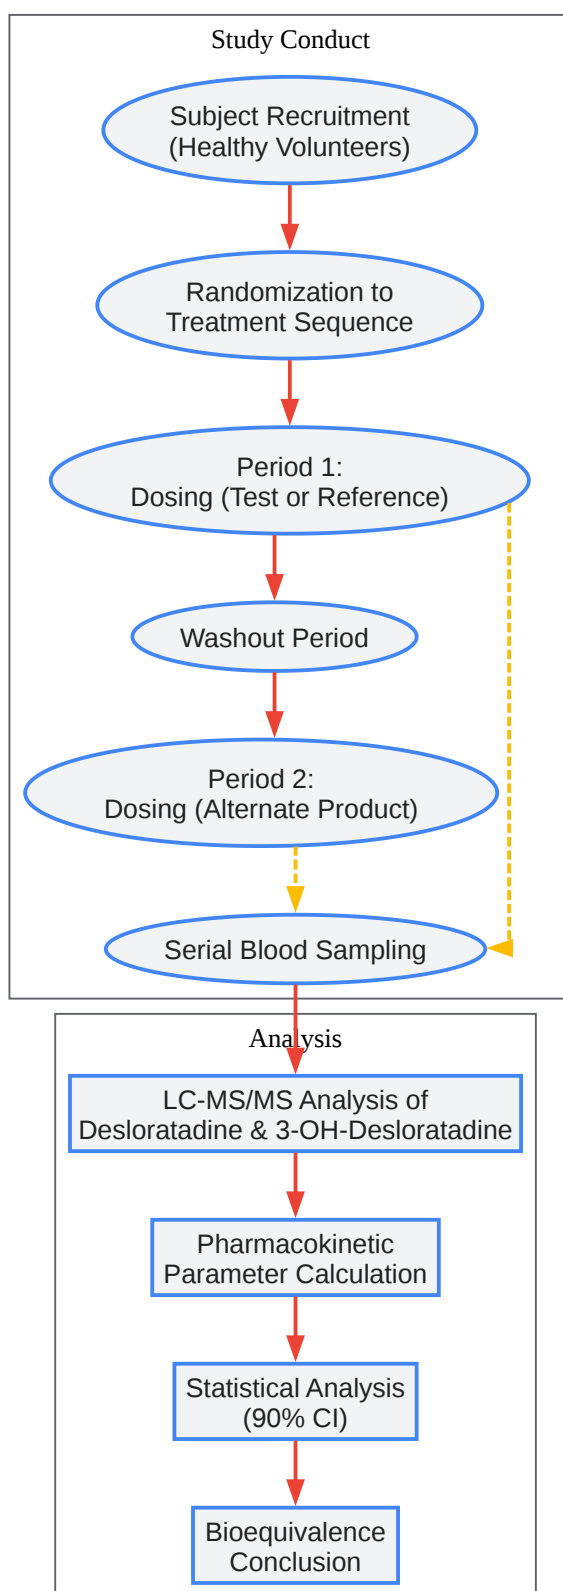 Study Conduct
Subject Recruitment
(Healthy Volunteers)
Randomization to
Treatment Sequence
Period 1:
Dosing (Test or Reference)
Washout Period
Period 2:
Dosing (Alternate Product)
Serial Blood Sampling
Analysis
LC-MS/MS Analysis of
Desloratadine & 3-OH-Desloratadine
Pharmacokinetic
Parameter Calculation
Statistical Analysis
(90% CI)
Bioequivalence
Conclusion